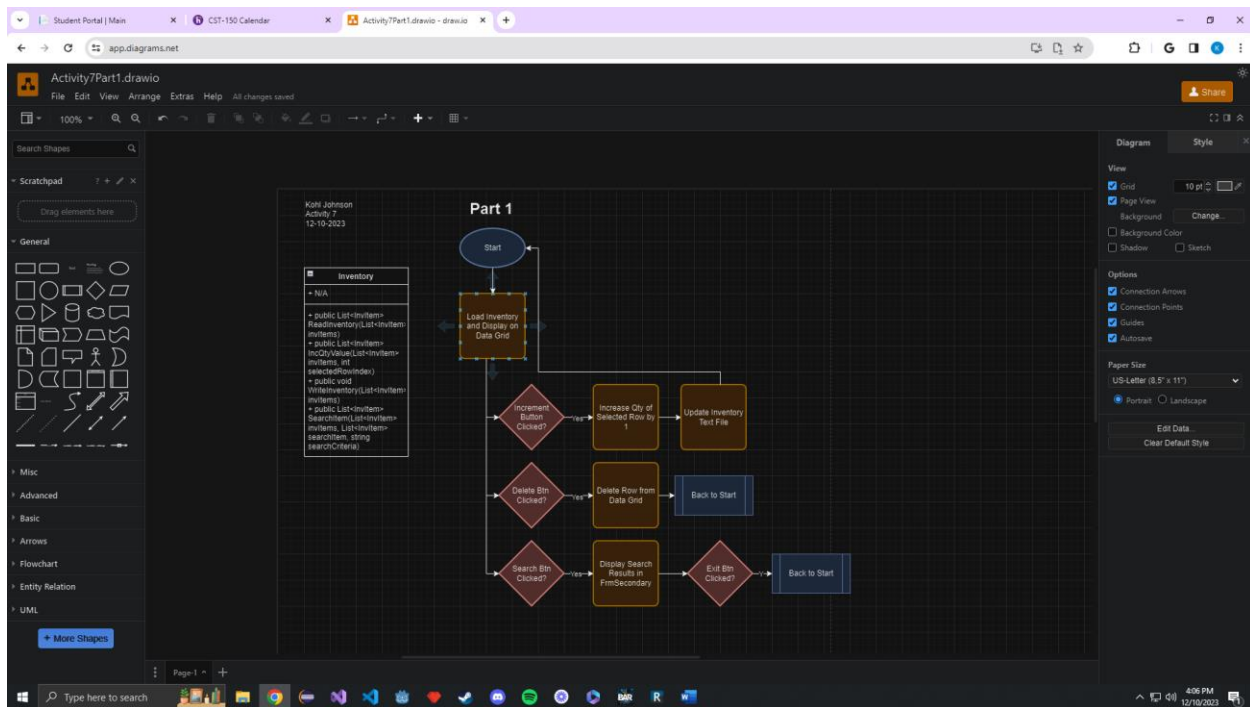 Student Portal | Main
CST-150 Calendar
Activity7Part1.drawio - draw.io
app.diagrams.net
Activity7Part1.drawio
File Edit View Arrange Extras Help All changes saved
Share
100%
Search Shapes
Scratchpad
Drag elements here
General
Misc
Advanced
Basic
Arrows
Flowchart
Entity Relation
UML
+ More Shapes
Kohl Johnson
Activity 7
12-10-2023
Part 1
Start
Inventory
+ N/A
+ public List<InvItem>
ReadInventory(List<InvItem>
invItems)
+ public List<InvItem>
IncQtyValue(List<InvItem>
invItems, int
selectedRowIndex)
+ public void
WriteInventory(List<InvItem>
invItems)
+ public List<InvItem>
SearchItem(List<InvItem>
invItems, List<InvItem>
searchItem, string
searchCriteria)
Load Inventory
and Display on
Data Grid
Increment
Button
Clicked?
Yes
Increase Qty of
Selected Row by
1
Update Inventory
Text File
Delete Btn
Clicked?
Yes
Delete Row from
Data Grid
Back to Start
Search Btn
Clicked?
Yes
Display Search
Results in
FrmSecondary
Exit Btn
Clicked?
Y
Back to Start
Diagram Style
View
Grid 10 pt
Page View
Background Change...
Background Color
Shadow Sketch
Options
Connection Arrows
Connection Points
Guides
Autosave
Paper Size
US-Letter (8,5" x 11")
Portrait Landscape
Edit Data...
Clear Default Style
Page-1
Type here to search
BAR
R
4:06 PM
12/10/2023